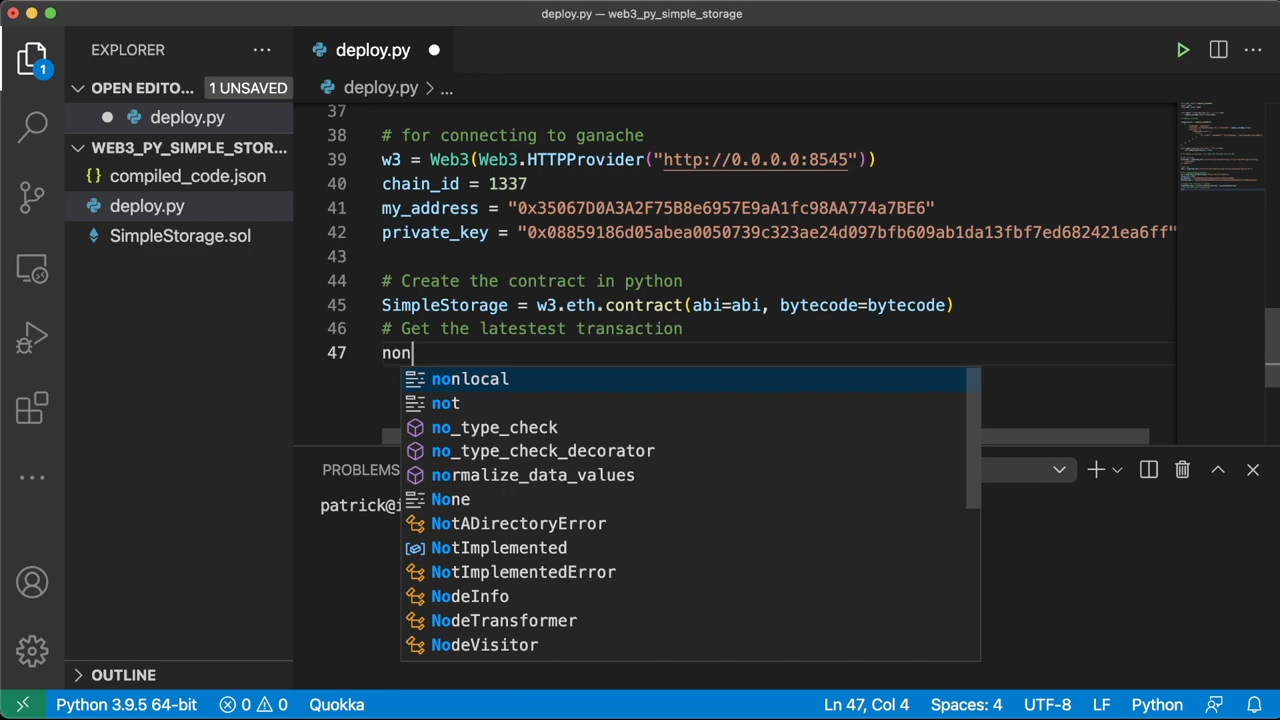 deploy.py — web3_py_simple_storage
EXPLORER
deploy.py
1
OPEN EDITO...
1 UNSAVED
deploy.py > ...
deploy.py
WEB3_PY_SIMPLE_STOR...
{} compiled_code.json
deploy.py
SimpleStorage.sol
37
38 # for connecting to ganache
39 w3 = Web3(Web3.HTTPProvider("http://0.0.0.0:8545"))
40 chain_id = 1337
41 my_address = "0x35067D0A3A2F75B8e6957E9aA1fc98AA774a7BE6"
42 private_key = "0x08859186d05abea0050739c323ae24d097bfb609ab1da13fbf7ed682421ea6ff"
43
44 # Create the contract in python
45 SimpleStorage = w3.eth.contract(abi=abi, bytecode=bytecode)
46 # Get the latestest transaction
47 non
nonlocal
not
no_type_check
no_type_check_decorator
normalize_data_values
None
NotADirectoryError
NotImplemented
NotImplementedError
NodeInfo
NodeTransformer
NodeVisitor
PROBLEMS
patrick@i
OUTLINE
Python 3.9.5 64-bit
0
0
Quokka
Ln 47, Col 4
Spaces: 4
UTF-8
LF
Python